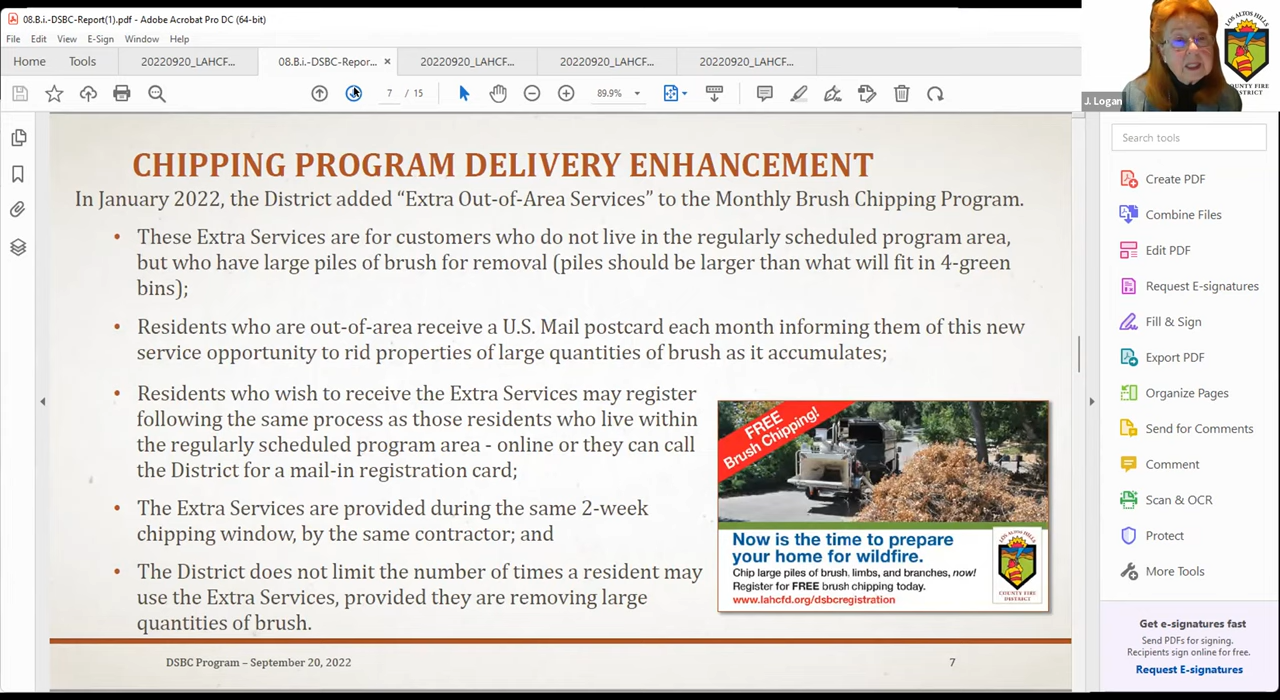 08.B.i.-DSBC-Report(1).pdf - Adobe Acrobat Pro DC (64-bit)
File Edit View E-Sign Window Help
Home Tools 20220920_LAHCF... 08.B.i.-DSBC-Repor... × 20220920_LAHCF... 20220920_LAHCF... 20220920_LAHCF...
7 / 15 89.9%
LOS ALTOS HILLS
COUNTY FIRE
DISTRICT
J. Logan
CHIPPING PROGRAM DELIVERY ENHANCEMENT
In January 2022, the District added “Extra Out-of-Area Services” to the Monthly Brush Chipping Program.
• These Extra Services are for customers who do not live in the regularly scheduled program area,
but who have large piles of brush for removal (piles should be larger than what will fit in 4-green
bins);
• Residents who are out-of-area receive a U.S. Mail postcard each month informing them of this new
service opportunity to rid properties of large quantities of brush as it accumulates;
• Residents who wish to receive the Extra Services may register
following the same process as those residents who live within
the regularly scheduled program area - online or they can call
the District for a mail-in registration card;
• The Extra Services are provided during the same 2-week
chipping window, by the same contractor; and
• The District does not limit the number of times a resident may
use the Extra Services, provided they are removing large
quantities of brush.
FREE
Brush Chipping!
Now is the time to prepare
your home for wildfire.
Chip large piles of brush, limbs, and branches, now!
Register for FREE brush chipping today.
www.lahcfd.org/dsbcregistration
LOS ALTOS HILLS
COUNTY FIRE
DISTRICT
DSBC Program – September 20, 2022 7
Search tools
Create PDF
Combine Files
Edit PDF
Request E-signatures
Fill & Sign
Export PDF
Organize Pages
Send for Comments
Comment
Scan & OCR
Protect
More Tools
Get e-signatures fast
Send PDFs for signing.
Recipients sign online for free.
Request E-signatures